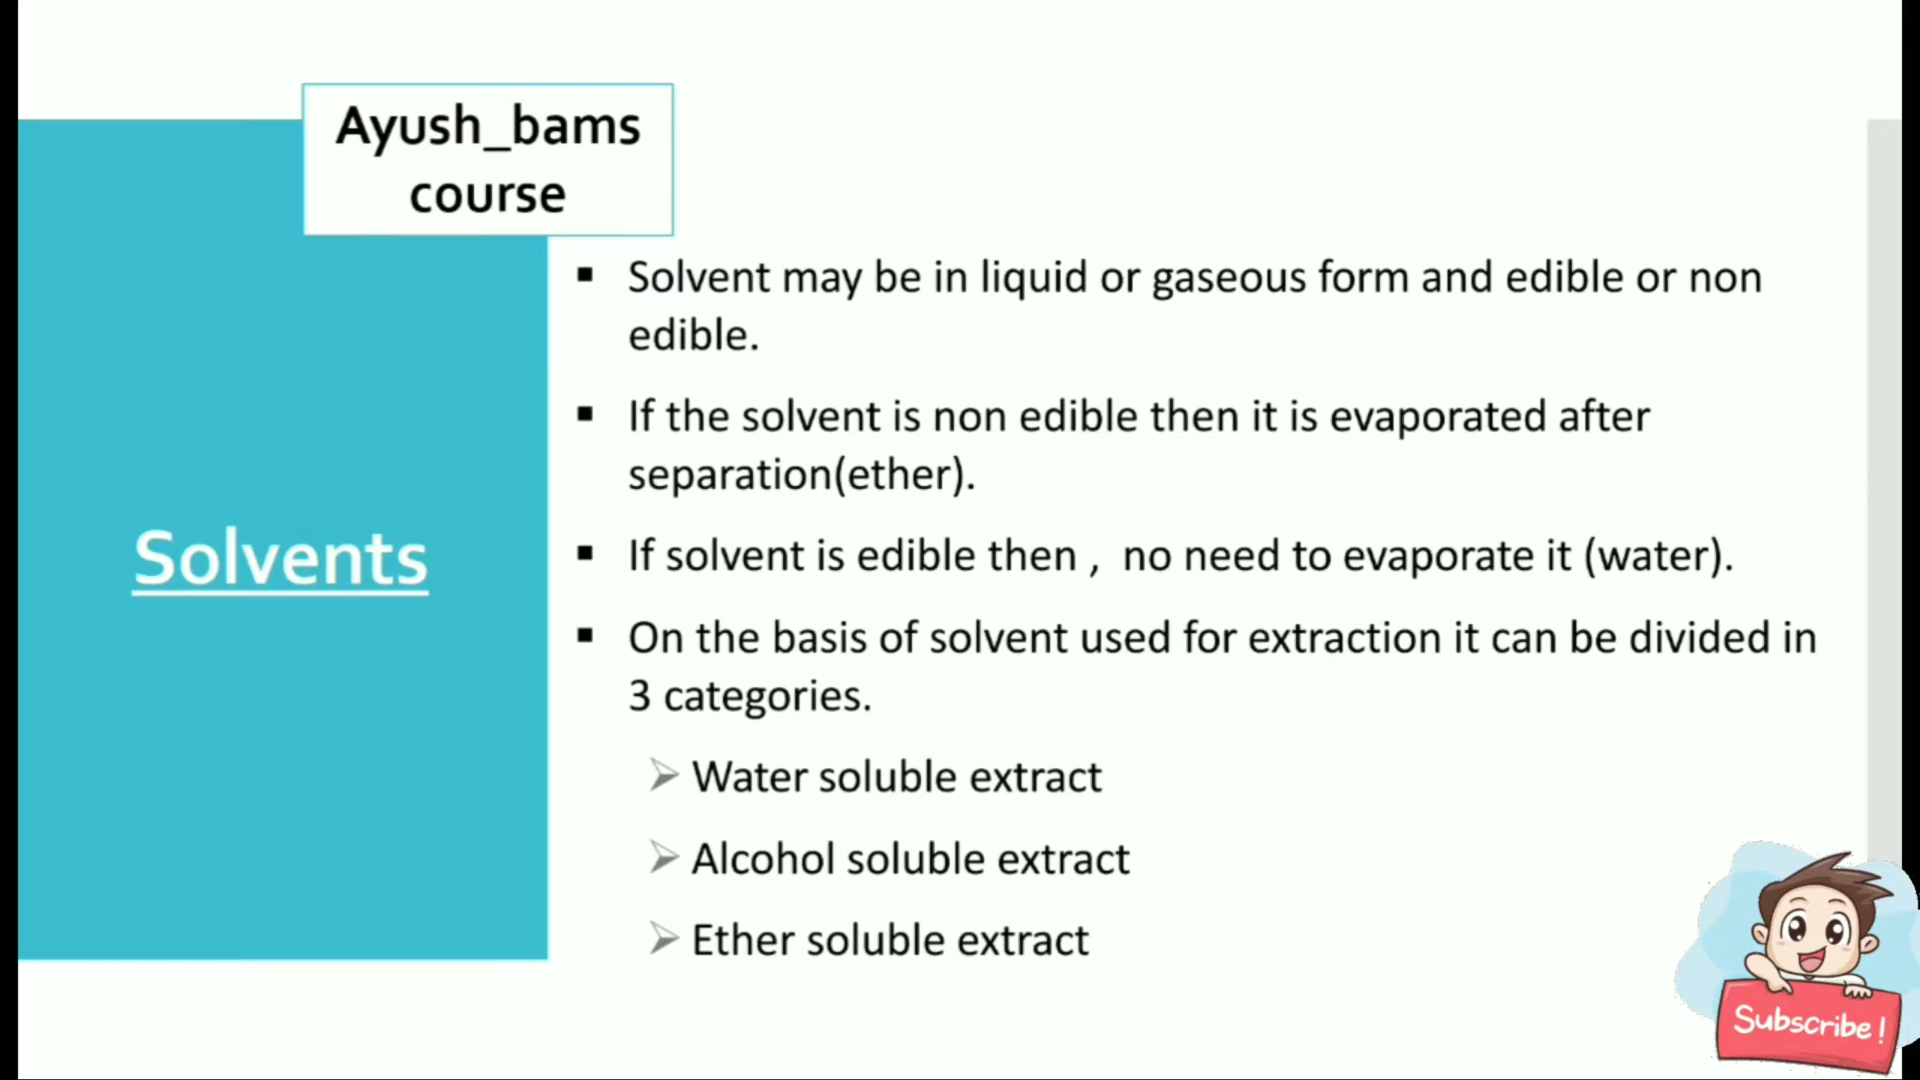 Ayush_bams
course
Solvents
▪ Solvent may be in liquid or gaseous form and edible or non
edible.
▪ If the solvent is non edible then it is evaporated after
separation(ether).
▪ If solvent is edible then , no need to evaporate it (water).
▪ On the basis of solvent used for extraction it can be divided in
3 categories.
➢ Water soluble extract
➢ Alcohol soluble extract
➢ Ether soluble extract
Subscribe!